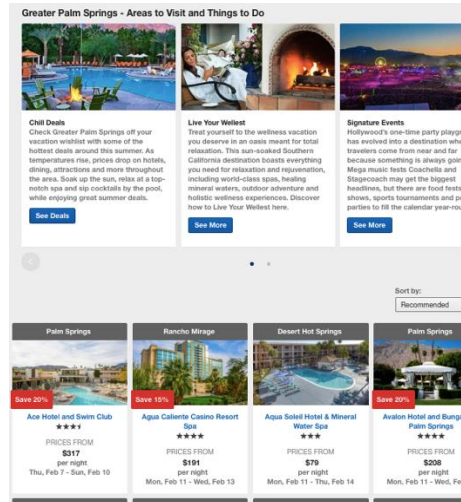 Greater Palm Springs - Areas to Visit and Things to Do
Chill Deals
Check Greater Palm Springs off your
vacation wishlist with some of the
hottest deals around this summer. As
temperatures rise, prices drop on hotels,
dining, attractions and more throughout
the area. Soak up the sun, relax at a top-
notch spa and sip cocktails by the pool,
while enjoying great summer deals.
See Deals
Live Your Wellest
Treat yourself to the wellness vacation
you deserve in an oasis meant for total
relaxation. This sun-soaked Southern
California destination boasts everything
you need for relaxation and rejuvenation,
including world-class spas, healing
mineral waters, outdoor adventure and
holistic wellness experiences. Discover
how to Live Your Wellest here.
See More
Signature Events
Hollywood's one-time party playgr
has evolved into a destination whe
travelers come from near and far
because something is always goin
Mega music fests Coachella and
Stagecoach may get the biggest
headlines, but there are food fests
shows, sports tournaments and po
parties to fill the calendar year-rou
See More
Sort by:
Recommended
Palm Springs
Save 20%
Ace Hotel and Swim Club
PRICES FROM
$317
per night
Thu, Feb 7 - Sun, Feb 10
Rancho Mirage
Save 15%
Agua Caliente Casino Resort
Spa
PRICES FROM
$191
per night
Mon, Feb 11 - Wed, Feb 13
Desert Hot Springs
Aqua Soleil Hotel & Mineral
Water Spa
PRICES FROM
$79
per night
Mon, Feb 11 - Thu, Feb 14
Palm Springs
Save 20%
Avalon Hotel and Bunga
Palm Springs
PRICES FROM
$208
per night
Mon, Feb 11 - Wed, Fe